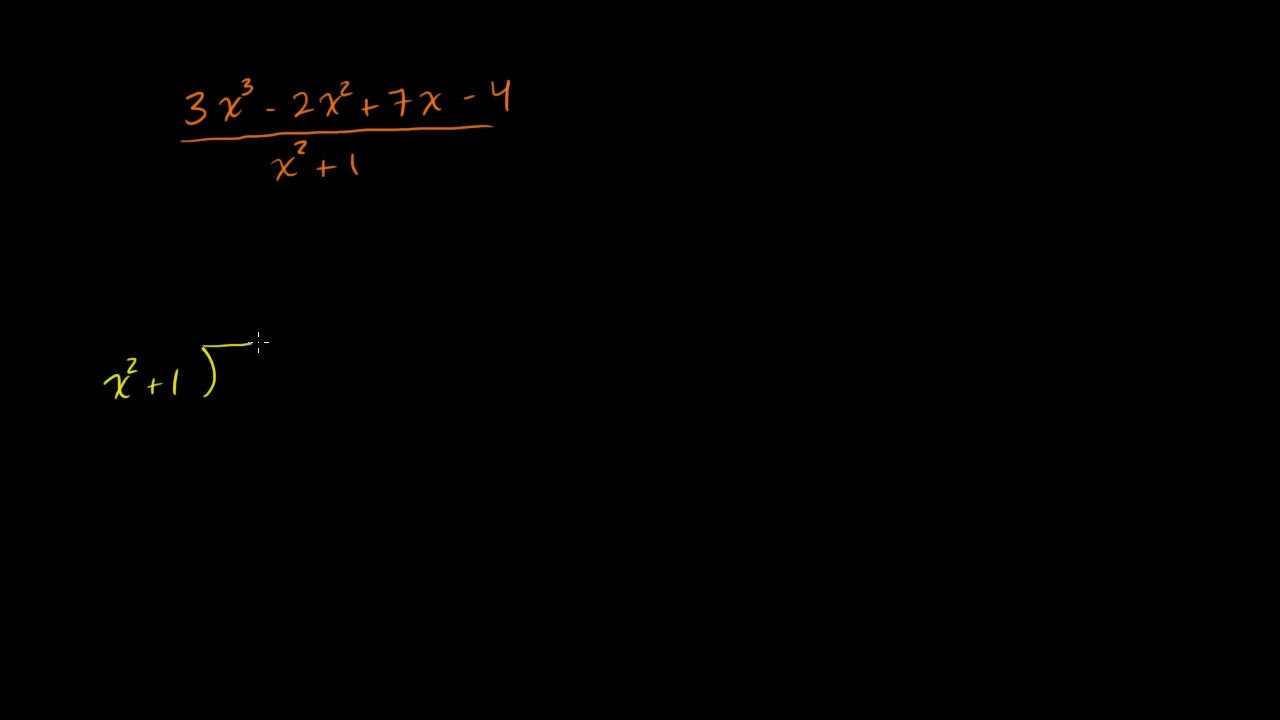 3x³ - 2x² + 7x - 4
x² + 1
x² + 1 )